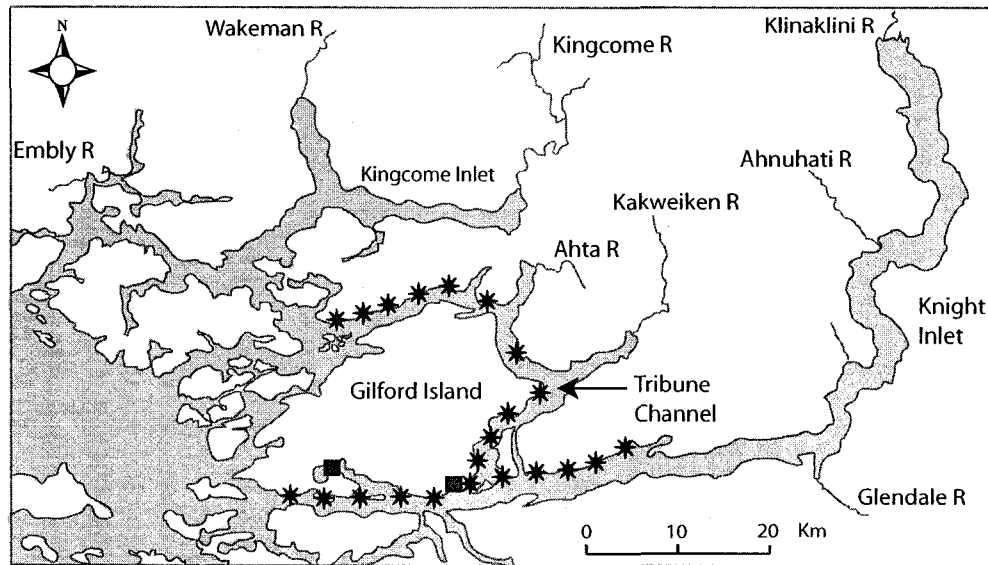 N
Wakeman R
Kingcome R
Klinaklini R
Embly R
Kingcome Inlet
Ahnuhati R
Kakweiken R
Ahta R
Knight
Inlet
Gilford Island
Tribune
Channel
Glendale R
0 10 20 Km